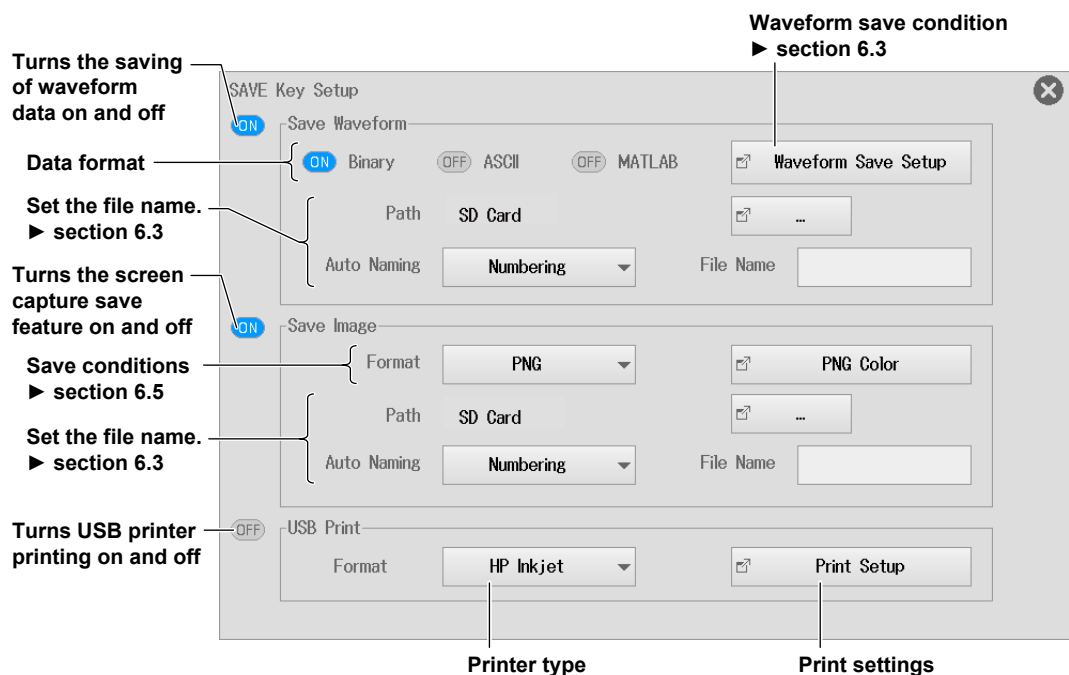 Waveform save condition
► section 6.3
Turns the saving
of waveform
data on and off
SAVE Key Setup
ON
Save Waveform
Data format
ON Binary OFF ASCII OFF MATLAB Waveform Save Setup
Set the file name.
► section 6.3
Path SD Card ...
Auto Naming Numbering File Name
Turns the screen
capture save
feature on and off
ON
Save Image
Save conditions
► section 6.5
Format PNG PNG Color
Path SD Card ...
Set the file name.
► section 6.3
Auto Naming Numbering File Name
Turns USB printer
printing on and off
OFF
USB Print
Format HP Inkjet Print Setup
Printer type
Print settings